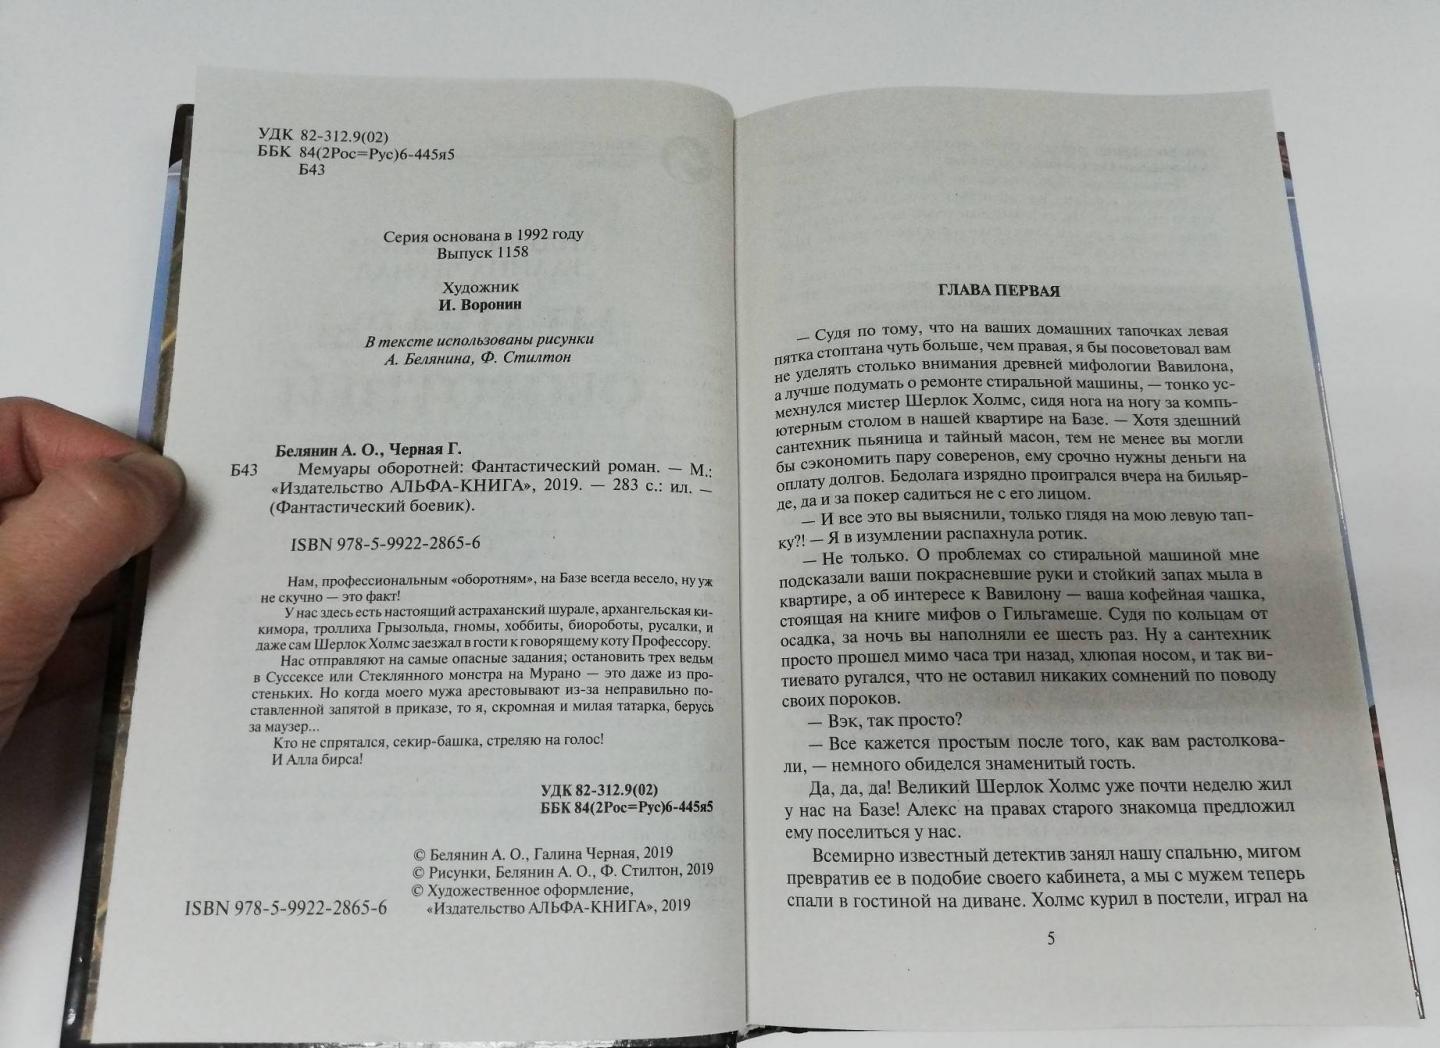 УДК 82-312.9(02)
ББК 84(2Рос=Рус)6-445я5
Б43
Серия основана в 1992 году
Выпуск 1158
Художник
И. Воронин
В тексте использованы рисунки
А. Белянина, Ф. Стилтон
Белянин А. О., Черная Г.
Б43 Мемуары оборотней: Фантастический роман. — М.:
«Издательство АЛЬФА-КНИГА», 2019. — 283 с.: ил. —
(Фантастический боевик).
ISBN 978-5-9922-2865-6
Нам, профессиональным «оборотням», на Базе всегда весело, ну уж
не скучно — это факт!
У нас здесь есть настоящий астраханский шурале, архангельская ки-
кимора, троллиха Грызольда, гномы, хоббиты, биороботы, русалки, и
даже сам Шерлок Холмс заезжал в гости к говорящему коту Профессору.
Нас отправляют на самые опасные задания; остановить трех ведьм
в Суссексе или Стеклянного монстра на Мурано — это даже из про-
стеньких. Но когда моего мужа арестовывают из-за неправильно по-
ставленной запятой в приказе, то я, скромная и милая татарка, берусь
за маузер...
Кто не спрятался, секир-башка, стреляю на голос!
И Алла бирса!
УДК 82-312.9(02)
ББК 84(2Рос=Рус)6-445я5
© Белянин А. О., Галина Черная, 2019
© Рисунки, Белянин А. О., Ф. Стилтон, 2019
© Художественное оформление,
ISBN 978-5-9922-2865-6 «Издательство АЛЬФА-КНИГА», 2019
ГЛАВА ПЕРВАЯ
— Судя по тому, что на ваших домашних тапочках левая
пятка стоптана чуть больше, чем правая, я бы посоветовал вам
не уделять столько внимания древней мифологии Вавилона,
а лучше подумать о ремонте стиральной машины, — тонко ус-
мехнулся мистер Шерлок Холмс, сидя нога на ногу за компь-
ютерным столом в нашей квартире на Базе. — Хотя здешний
сантехник пьяница и тайный масон, тем не менее вы могли
бы сэкономить пару соверенов, ему срочно нужны деньги на
оплату долгов. Бедолага изрядно проигрался вчера на бильяр-
де, да и за покер садиться не с его лицом.
— И все это вы выяснили, только глядя на мою левую тап-
ку?! — Я в изумлении распахнула ротик.
— Не только. О проблемах со стиральной машиной мне
подсказали ваши покрасневшие руки и стойкий запах мыла в
квартире, а об интересе к Вавилону — ваша кофейная чашка,
стоящая на книге мифов о Гильгамеше. Судя по кольцам от
осадка, за ночь вы наполняли ее шесть раз. Ну а сантехник
просто прошел мимо часа три назад, хлюпая носом, и так ви-
тиевато ругался, что не оставил никаких сомнений по поводу
своих пороков.
— Вэк, так просто?
— Все кажется простым после того, как вам растолкова-
ли, — немного обиделся знаменитый гость.
Да, да, да! Великий Шерлок Холмс уже почти неделю жил
у нас на Базе! Алекс на правах старого знакомца предложил
ему поселиться у нас.
Всемирно известный детектив занял нашу спальню, мигом
превратив ее в подобие своего кабинета, а мы с мужем теперь
спали в гостиной на диване. Холмс курил в постели, играл на
5